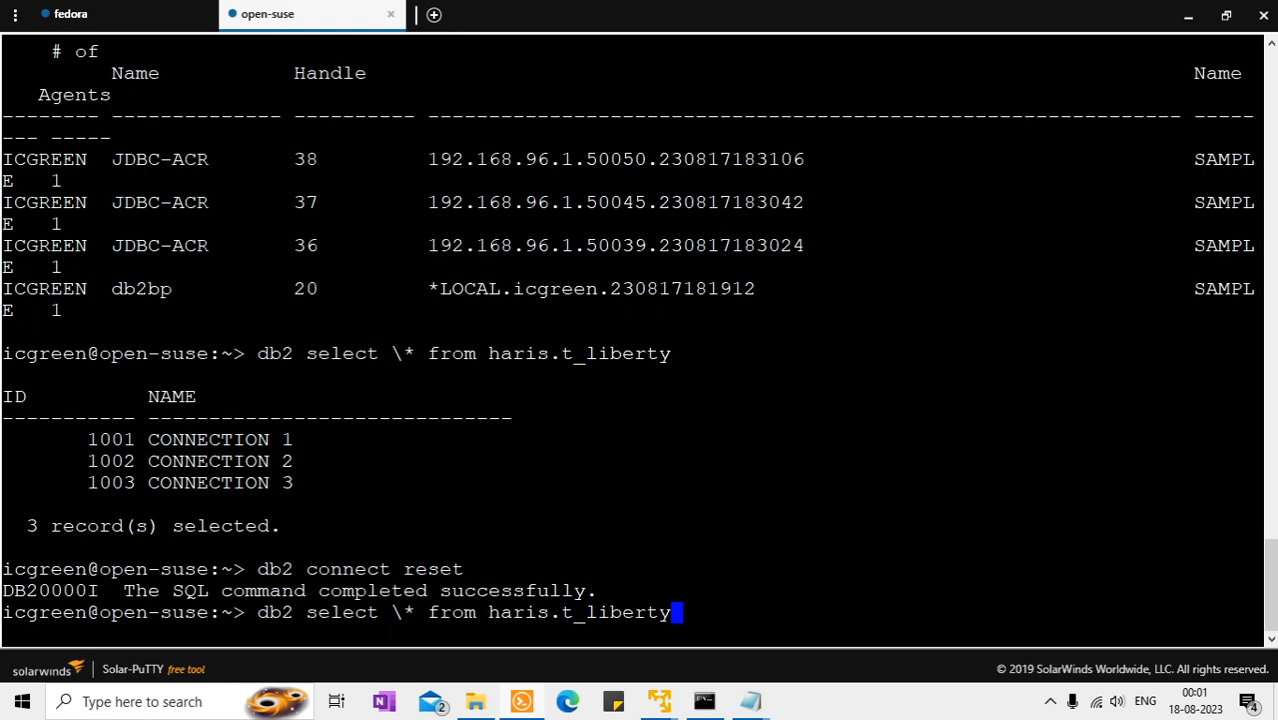 fedora
open-suse
# of
Name Handle Name
Agents
-------- -------------- ---------- -------------------------------------------------------------- -----
--- -----
ICGREEN JDBC-ACR 38 192.168.96.1.50050.230817183106 SAMPL
E 1
ICGREEN JDBC-ACR 37 192.168.96.1.50045.230817183042 SAMPL
E 1
ICGREEN JDBC-ACR 36 192.168.96.1.50039.230817183024 SAMPL
E 1
ICGREEN db2bp 20 *LOCAL.icgreen.230817181912 SAMPL
E 1
icgreen@open-suse:~> db2 select \* from haris.t_liberty
ID NAME
----------- ------------------------------
1001 CONNECTION 1
1002 CONNECTION 2
1003 CONNECTION 3
3 record(s) selected.
icgreen@open-suse:~> db2 connect reset
DB20000I The SQL command completed successfully.
icgreen@open-suse:~> db2 select \* from haris.t_liberty
solarwinds Solar-PuTTY free tool © 2019 SolarWinds Worldwide, LLC. All rights reserved.
Type here to search 2 ENG 00:01
18-08-2023 4